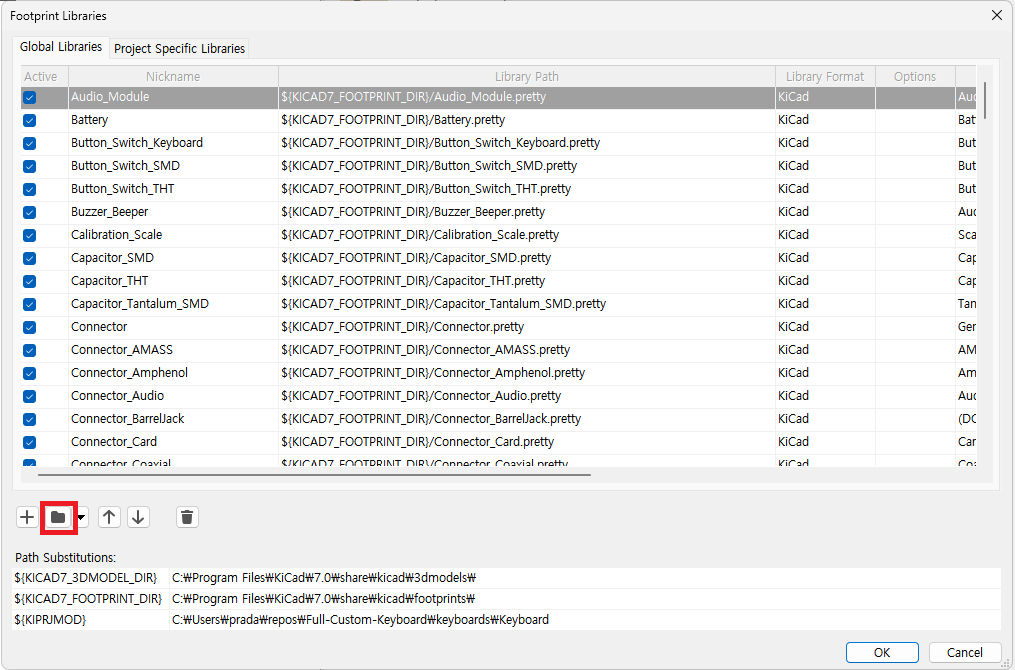 Footprint Libraries
Global Libraries Project Specific Libraries
Active Nickname Library Path Library Format Options
Audio_Module ${KICAD7_FOOTPRINT_DIR}/Audio_Module.pretty KiCad Auc
Battery ${KICAD7_FOOTPRINT_DIR}/Battery.pretty KiCad Bat
Button_Switch_Keyboard ${KICAD7_FOOTPRINT_DIR}/Button_Switch_Keyboard.pretty KiCad But
Button_Switch_SMD ${KICAD7_FOOTPRINT_DIR}/Button_Switch_SMD.pretty KiCad But
Button_Switch_THT ${KICAD7_FOOTPRINT_DIR}/Button_Switch_THT.pretty KiCad But
Buzzer_Beeper ${KICAD7_FOOTPRINT_DIR}/Buzzer_Beeper.pretty KiCad Auc
Calibration_Scale ${KICAD7_FOOTPRINT_DIR}/Calibration_Scale.pretty KiCad Sca
Capacitor_SMD ${KICAD7_FOOTPRINT_DIR}/Capacitor_SMD.pretty KiCad Cap
Capacitor_THT ${KICAD7_FOOTPRINT_DIR}/Capacitor_THT.pretty KiCad Cap
Capacitor_Tantalum_SMD ${KICAD7_FOOTPRINT_DIR}/Capacitor_Tantalum_SMD.pretty KiCad Tan
Connector ${KICAD7_FOOTPRINT_DIR}/Connector.pretty KiCad Ger
Connector_AMASS ${KICAD7_FOOTPRINT_DIR}/Connector_AMASS.pretty KiCad AM
Connector_Amphenol ${KICAD7_FOOTPRINT_DIR}/Connector_Amphenol.pretty KiCad Am
Connector_Audio ${KICAD7_FOOTPRINT_DIR}/Connector_Audio.pretty KiCad Auc
Connector_BarrelJack ${KICAD7_FOOTPRINT_DIR}/Connector_BarrelJack.pretty KiCad (DC
Connector_Card ${KICAD7_FOOTPRINT_DIR}/Connector_Card.pretty KiCad Car
Connector_Coaxial ${KICAD7_FOOTPRINT_DIR}/Connector_Coaxial.pretty KiCad Coa
Path Substitutions:
${KICAD7_3DMODEL_DIR} C:₩Program Files₩KiCad₩7.0₩share₩kicad₩3dmodels₩
${KICAD7_FOOTPRINT_DIR} C:₩Program Files₩KiCad₩7.0₩share₩kicad₩footprints₩
${KIPRJMOD} C:₩Users₩prada₩repos₩Full-Custom-Keyboard₩keyboards₩Keyboard
OK Cancel